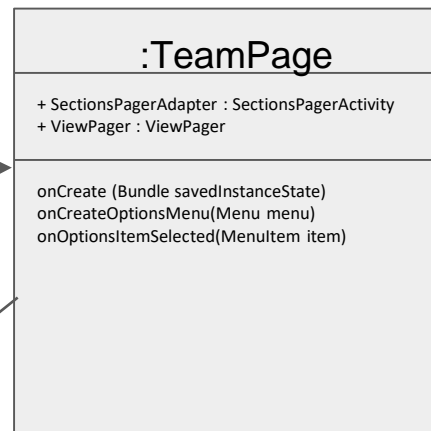 :TeamPage
+ SectionsPagerAdapter : SectionsPagerActivity
+ ViewPager : ViewPager
onCreate (Bundle savedInstanceState)
onCreateOptionsMenu(Menu menu)
onOptionsItemSelected(MenuItem item)